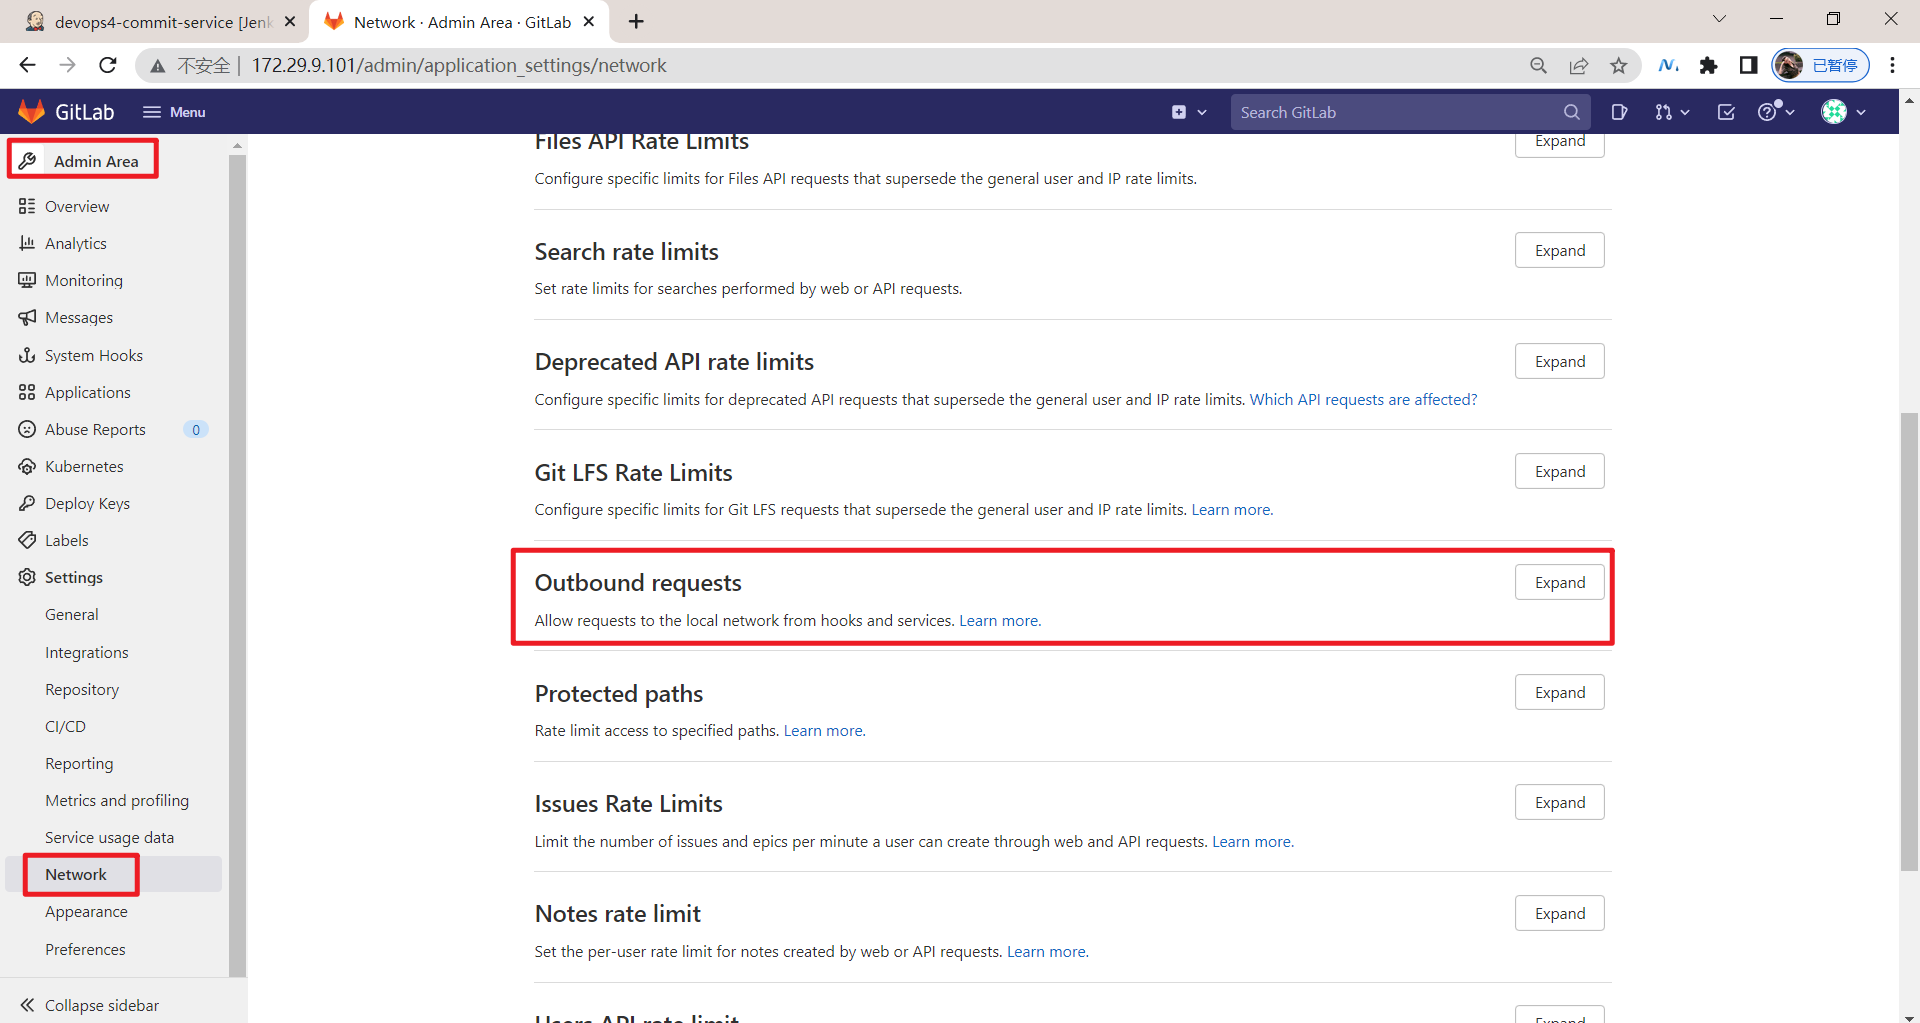 devops4-commit-service [Jenk
Network · Admin Area · GitLab
不安全
172.29.9.101/admin/application_settings/network
已暂停
GitLab
Menu
Search GitLab
Admin Area
Overview
Analytics
Monitoring
Messages
System Hooks
Applications
Abuse Reports
0
Kubernetes
Deploy Keys
Labels
Settings
General
Integrations
Repository
CI/CD
Reporting
Metrics and profiling
Service usage data
Network
Appearance
Preferences
Collapse sidebar
Files API Rate Limits
Expand
Configure specific limits for Files API requests that supersede the general user and IP rate limits.
Search rate limits
Expand
Set rate limits for searches performed by web or API requests.
Deprecated API rate limits
Expand
Configure specific limits for deprecated API requests that supersede the general user and IP rate limits. Which API requests are affected?
Git LFS Rate Limits
Expand
Configure specific limits for Git LFS requests that supersede the general user and IP rate limits. Learn more.
Outbound requests
Expand
Allow requests to the local network from hooks and services. Learn more.
Protected paths
Expand
Rate limit access to specified paths. Learn more.
Issues Rate Limits
Expand
Limit the number of issues and epics per minute a user can create through web and API requests. Learn more.
Notes rate limit
Expand
Set the per-user rate limit for notes created by web or API requests. Learn more.
Users API rate limit
Expand